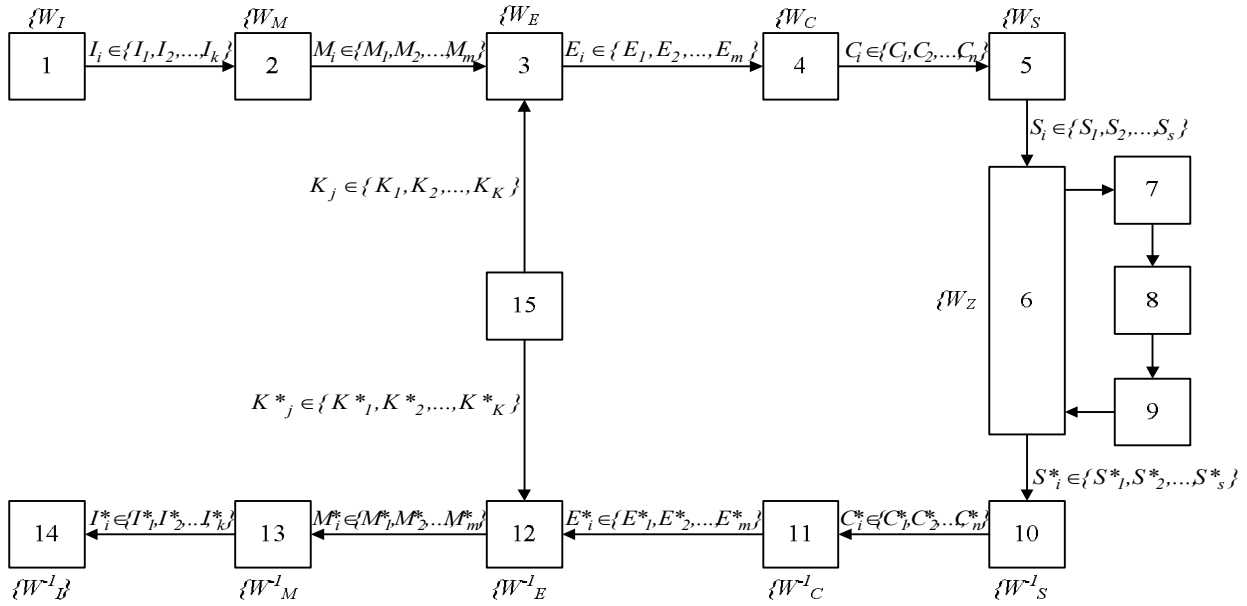 {W_I {W_M {W_E {W_C {W_S
1 I_i ∈{I_1,I_2,...,I_k} 2 M_i ∈{M_1,M_2,...,M_m} 3 E_i ∈{E_1,E_2,...,E_m} 4 C_i ∈{C_1,C_2,...,C_n} 5
S_i ∈{S_1,S_2,...,S_s}
7
K_j ∈{K_1,K_2,...,K_K}
15
{W_Z 6 8
K*_j ∈{K*_1,K*_2,...,K*_K}
9
S*_i ∈{S*_1,S*_2,...,S*_s}
14 I*_i ∈{I*_1,I*_2,...,I*_k} 13 M*_i ∈{M*_1,M*_2,...,M*_m} 12 E*_i ∈{E*_1,E*_2,...,E*_m} 11 C*_i ∈{C*_1,C*_2,...,C*_n} 10
{W^-1_I} {W^-1_M {W^-1_E {W^-1_C {W^-1_S